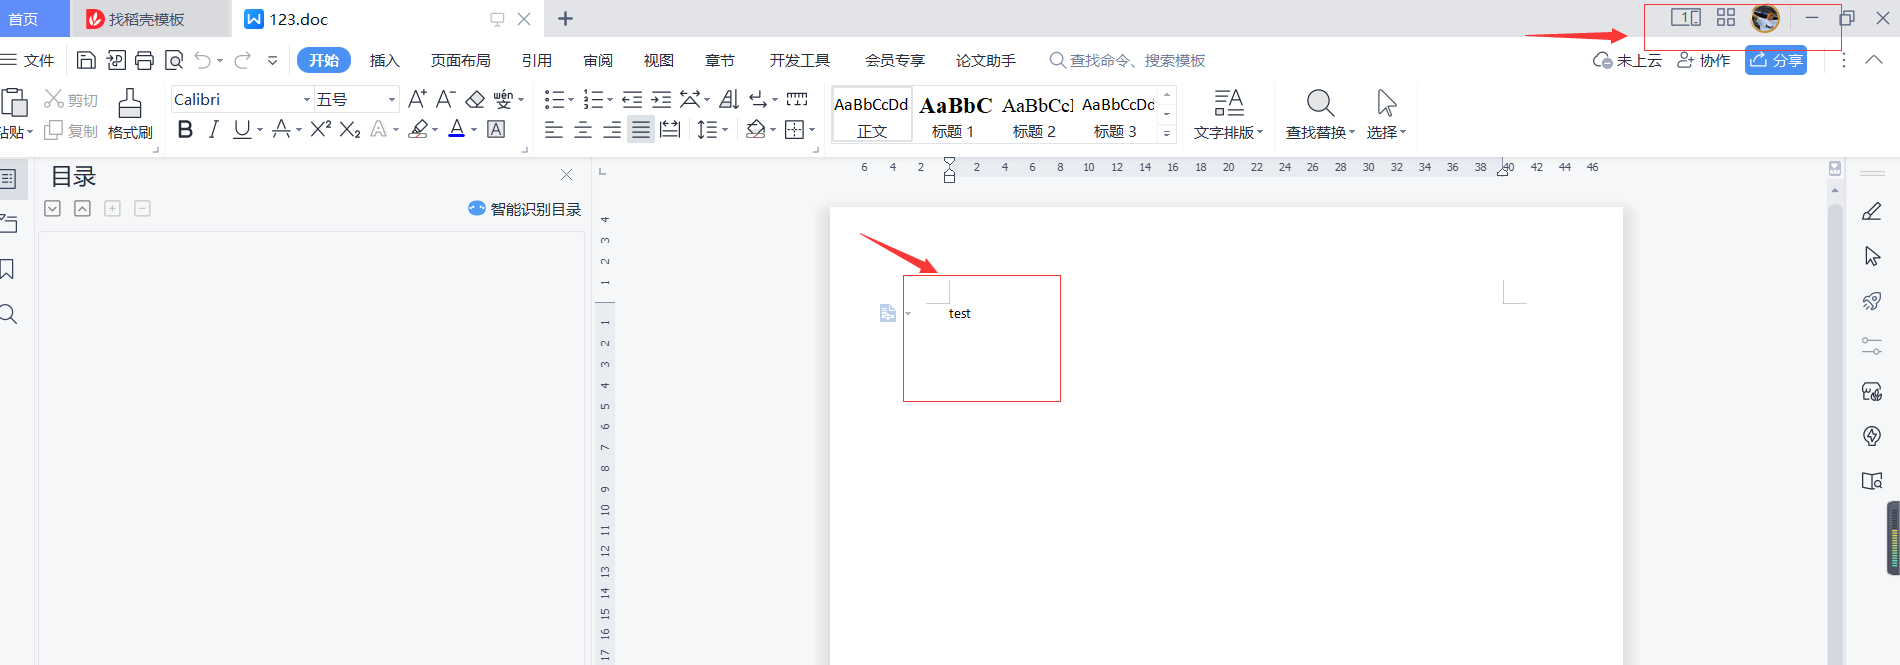 首页 找稻壳模板 123.doc 1
文件 开始 插入 页面布局 引用 审阅 视图 章节 开发工具 会员专享 论文助手 查找命令、搜索模板 未上云 协作 分享
剪切 Calibri 五号 A+ A- wén AaBbCcDd AaBbC AaBbCcI AaBbCcDd
粘贴 复制 格式刷 B I U A X² X₂ A A A 正文 标题 1 标题 2 标题 3 文字排版 查找替换 选择
目录
智能识别目录
6 4 2 2 4 6 8 10 12 14 16 18 20 22 24 26 28 30 32 34 36 38 40 42 44 46
4
3
2
1
test
1
2
3
4
5
6
7
8
9
10
11
12
13
14
15
16
17